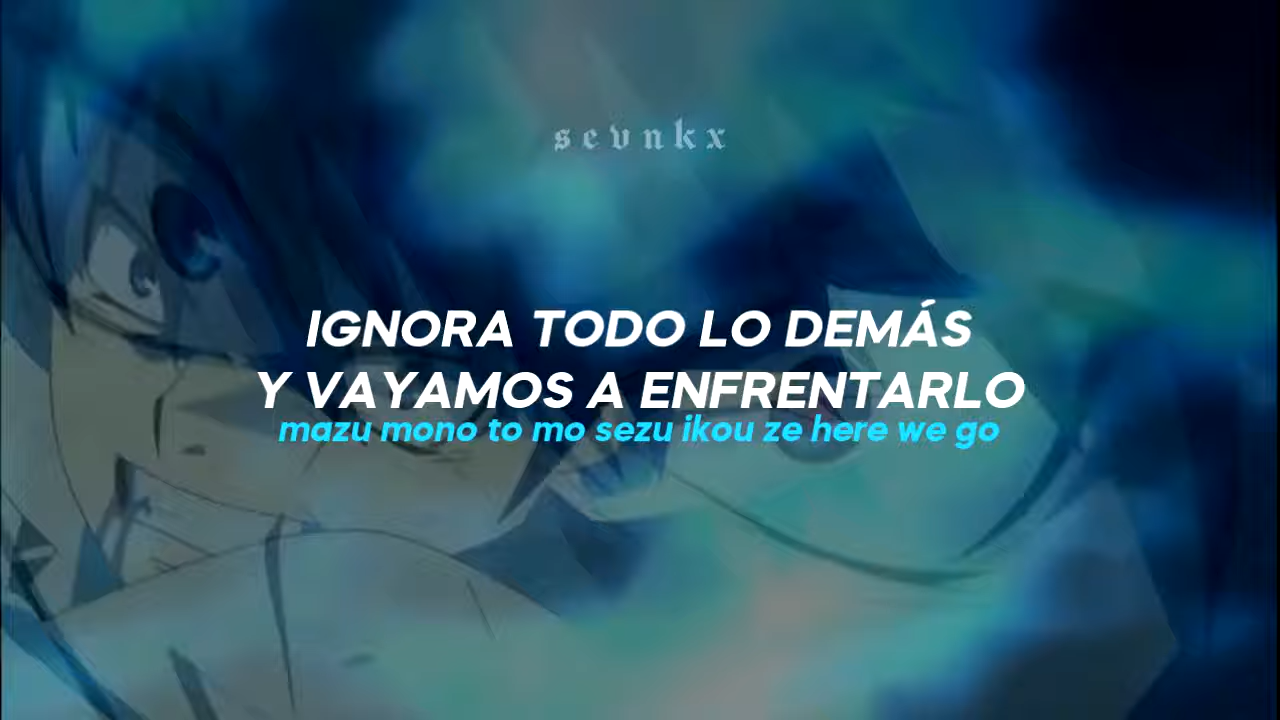 sevnkx
IGNORA TODO LO DEMÁS
Y VAYAMOS A ENFRENTARLO
mazu mono to mo sezu ikou ze here we go